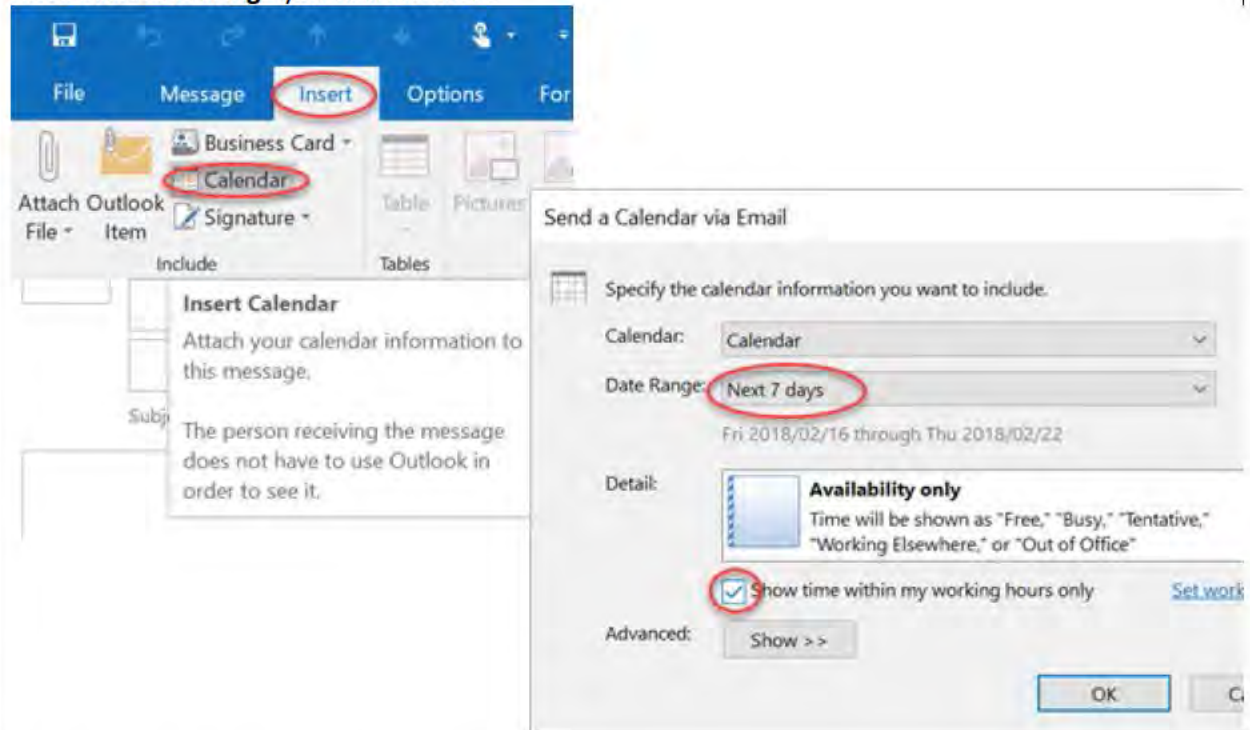 File Message Insert Options For
Business Card
Calendar
Attach Outlook
File Item
Signature
Table Pictures
Include Tables
Insert Calendar
Attach your calendar information to
this message.
The person receiving the message
does not have to use Outlook in
order to see it.
Subje
Send a Calendar via Email
Specify the calendar information you want to include.
Calendar: Calendar
Date Range: Next 7 days
Fri 2018/02/16 through Thu 2018/02/22
Detail: Availability only
Time will be shown as "Free," "Busy," "Tentative,"
"Working Elsewhere," or "Out of Office"
Show time within my working hours only Set work
Advanced: Show >>
OK Ca